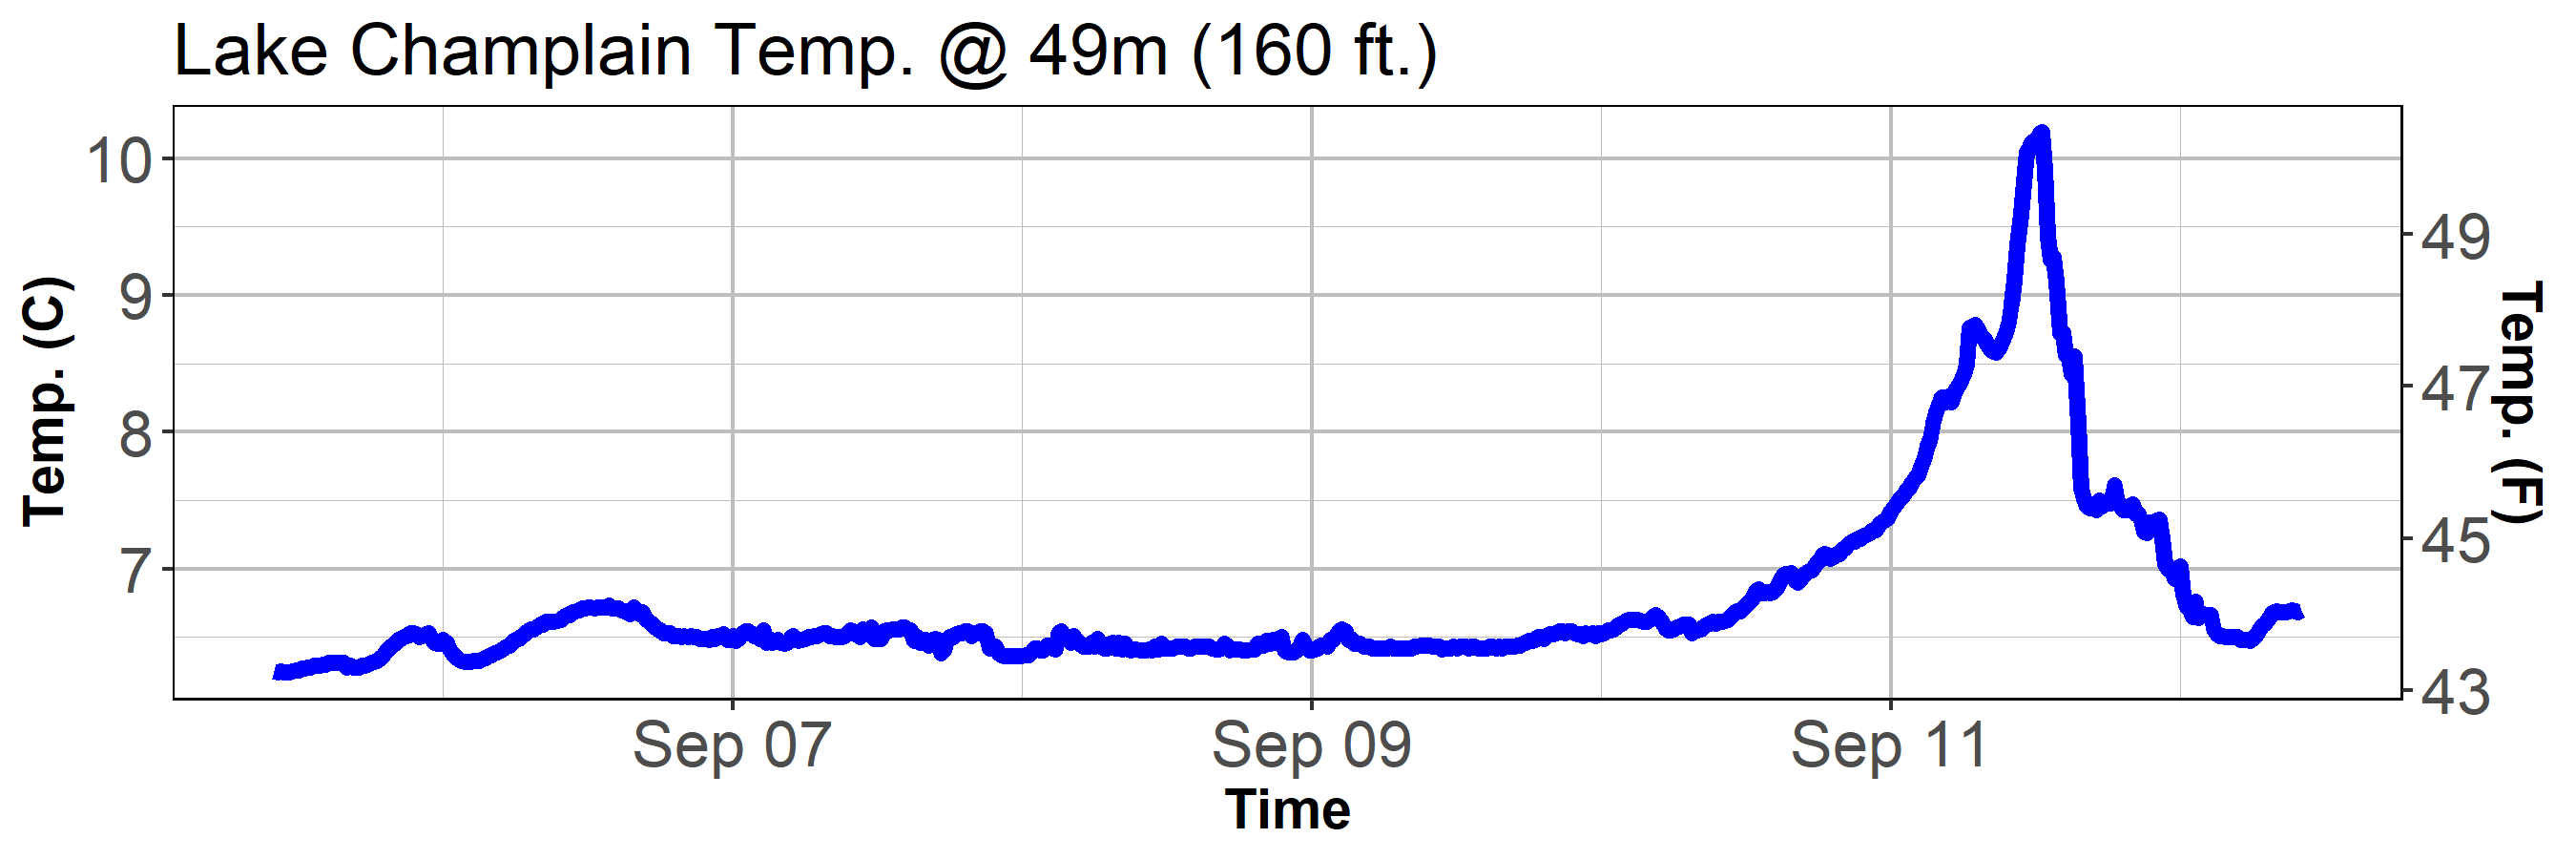 Lake Champlain Temp. @ 49m (160 ft.)
Temp. (C)
10
9
8
7
49
47
45
43
Temp. (F)
Sep 07
Sep 09
Sep 11
Time